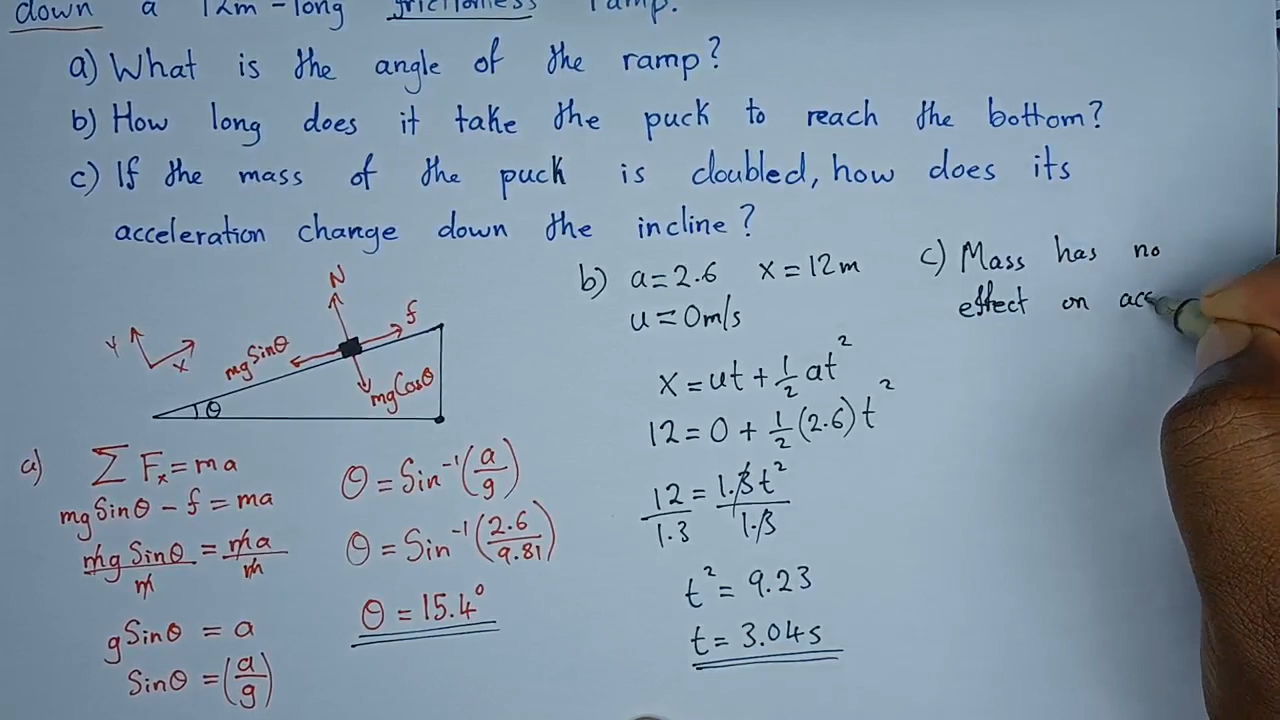 down a 12m-long frictionless ramp.
a) What is the angle of the ramp?
b) How long does it take the puck to reach the bottom?
c) If the mass of the puck is doubled, how does its
acceleration change down the incline?
N
f
Y
X
mgSinθ
mgCosθ
θ
a) ∑Fₓ = ma
mgSinθ - f = ma
mgSinθ/m = ma/m
gSinθ = a
Sinθ = (a/g)
θ = Sin⁻¹(a/g)
θ = Sin⁻¹(2.6/9.81)
θ = 15.4°
b) a = 2.6 x = 12m
u = 0m/s
x = ut + 1/2 at²
12 = 0 + 1/2 (2.6) t²
12/1.3 = 1.3t²/1.3
t² = 9.23
t = 3.04s
c) Mass has no
effect on acc